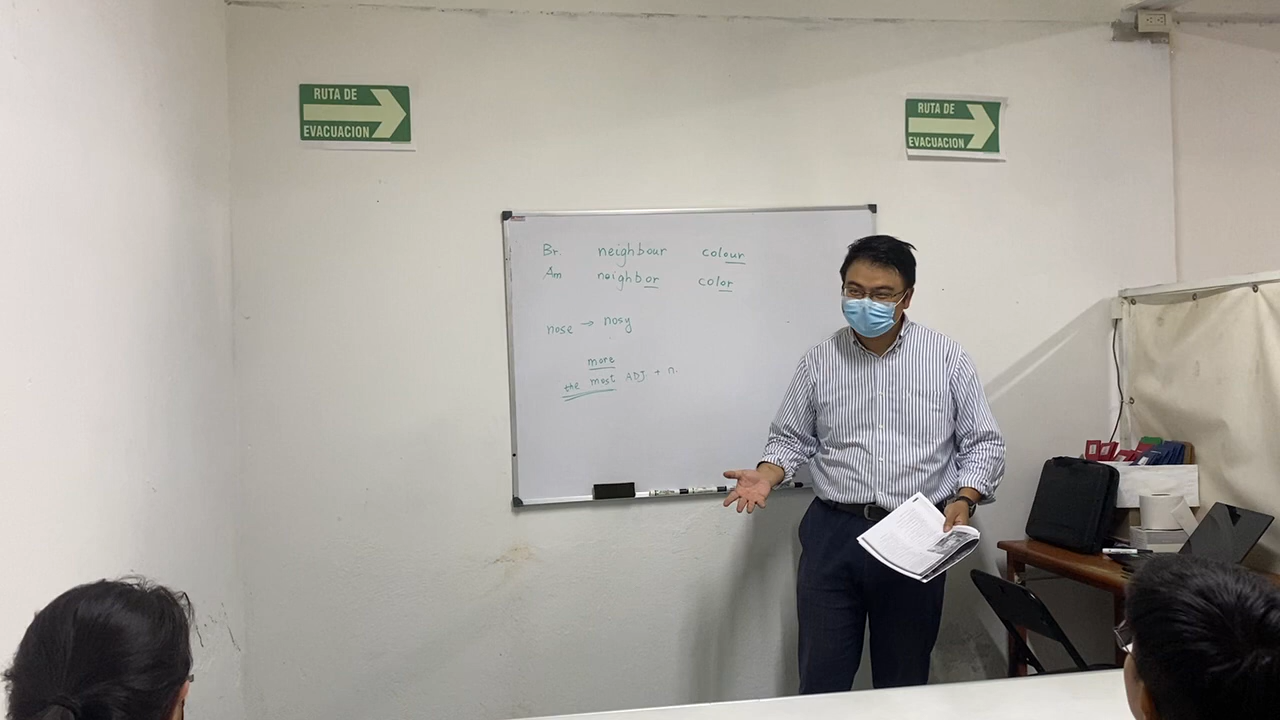 RUTA DE
EVACUACION
RUTA DE
EVACUACION
Br. neighbour colour
Am neighbor color
nose → nosy
more
the most ADJ. + n.